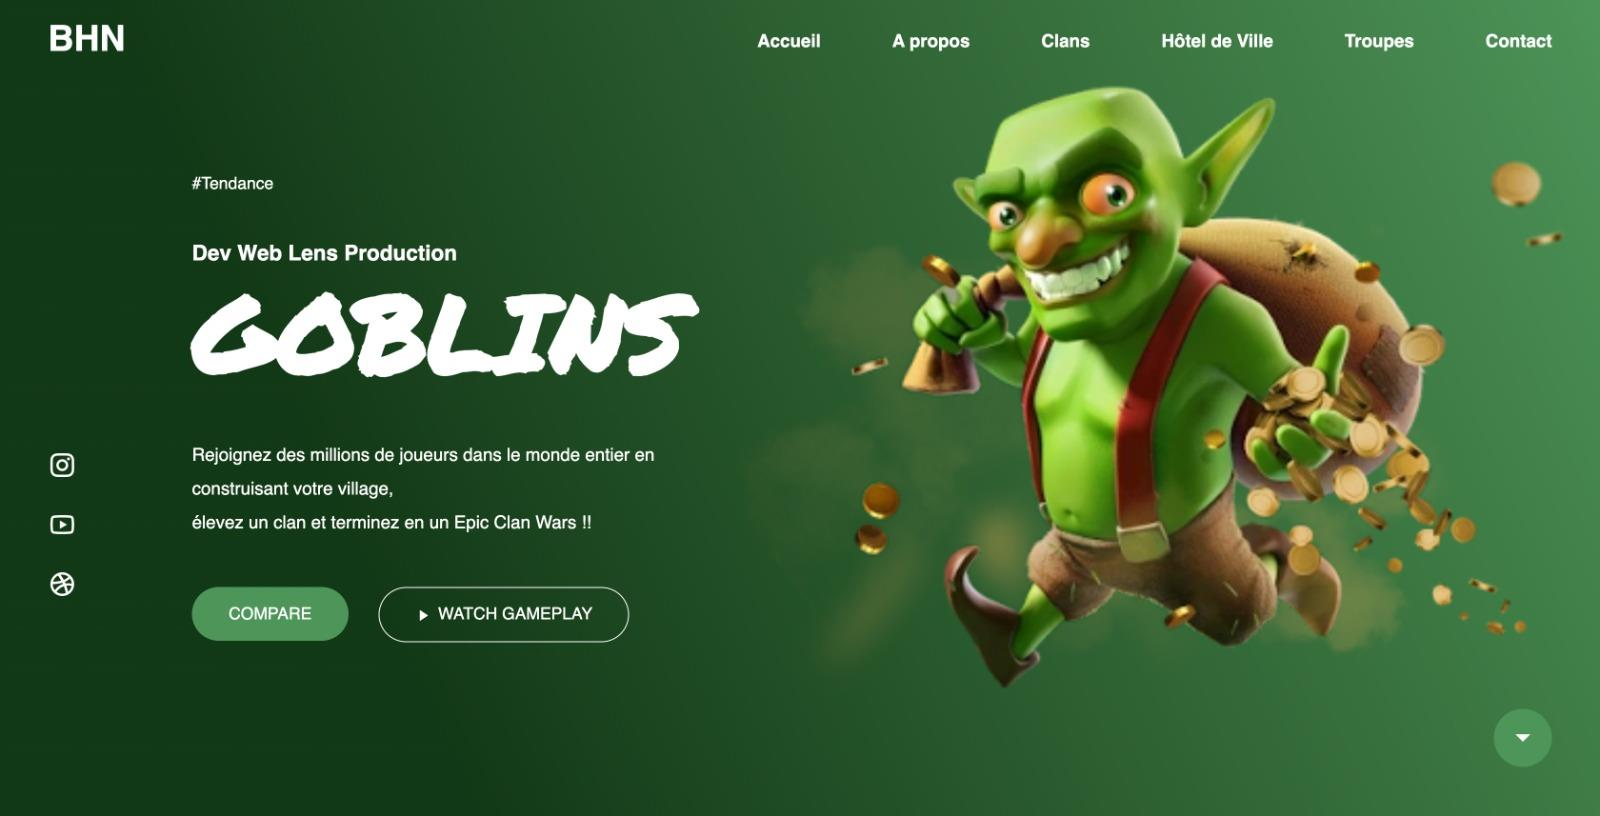 BHN
Accueil
A propos
Clans
Hôtel de Ville
Troupes
Contact
#Tendance
Dev Web Lens Production
GOBLINS
Rejoignez des millions de joueurs dans le monde entier en
construisant votre village,
élevez un clan et terminez en un Epic Clan Wars !!
COMPARE
WATCH GAMEPLAY